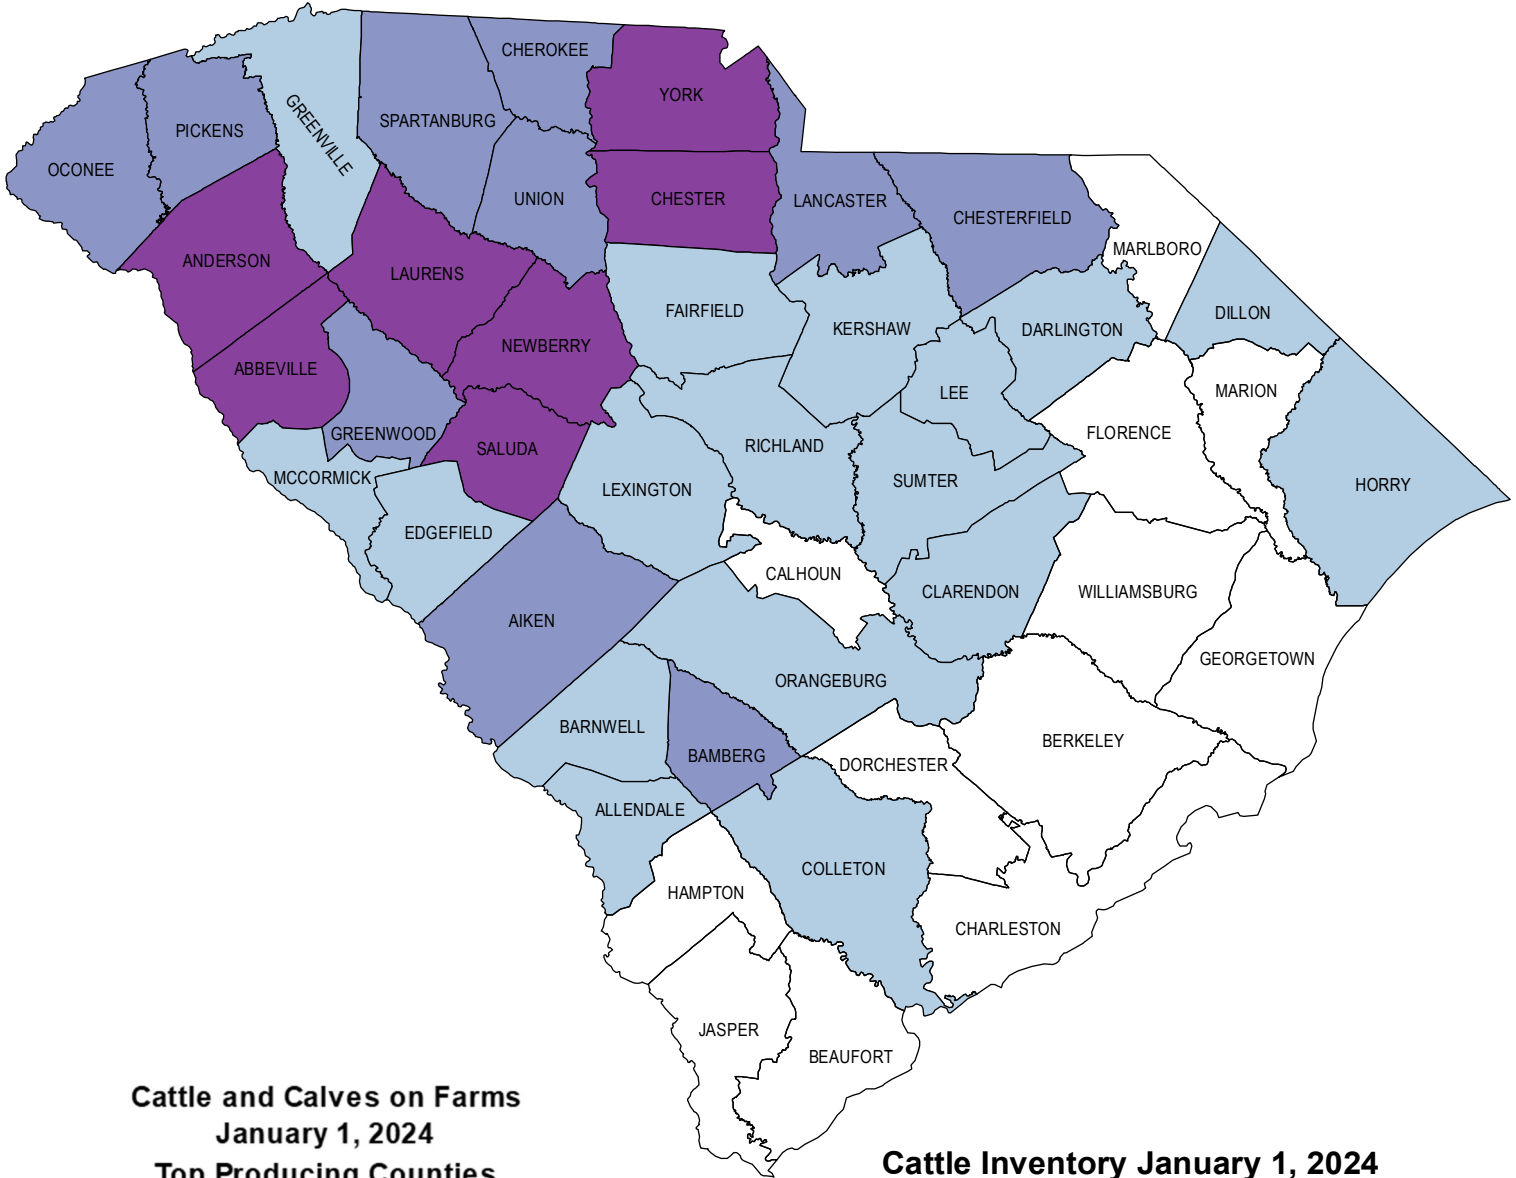 CHEROKEE
YORK
GREENVILLE
SPARTANBURG
PICKENS
OCONEE
UNION
CHESTER
LANCASTER
CHESTERFIELD
MARLBORO
ANDERSON
LAURENS
FAIRFIELD
KERSHAW
DARLINGTON
DILLON
NEWBERRY
ABBEVILLE
LEE
MARION
GREENWOOD
SALUDA
RICHLAND
FLORENCE
MCCORMICK
LEXINGTON
SUMTER
HORRY
EDGEFIELD
CALHOUN
CLARENDON
WILLIAMSBURG
AIKEN
GEORGETOWN
ORANGEBURG
BARNWELL
BAMBERG
BERKELEY
DORCHESTER
ALLENDALE
COLLETON
HAMPTON
CHARLESTON
JASPER
BEAUFORT
Cattle and Calves on Farms
January 1, 2024
Top Producing Counties
Cattle Inventory January 1, 2024